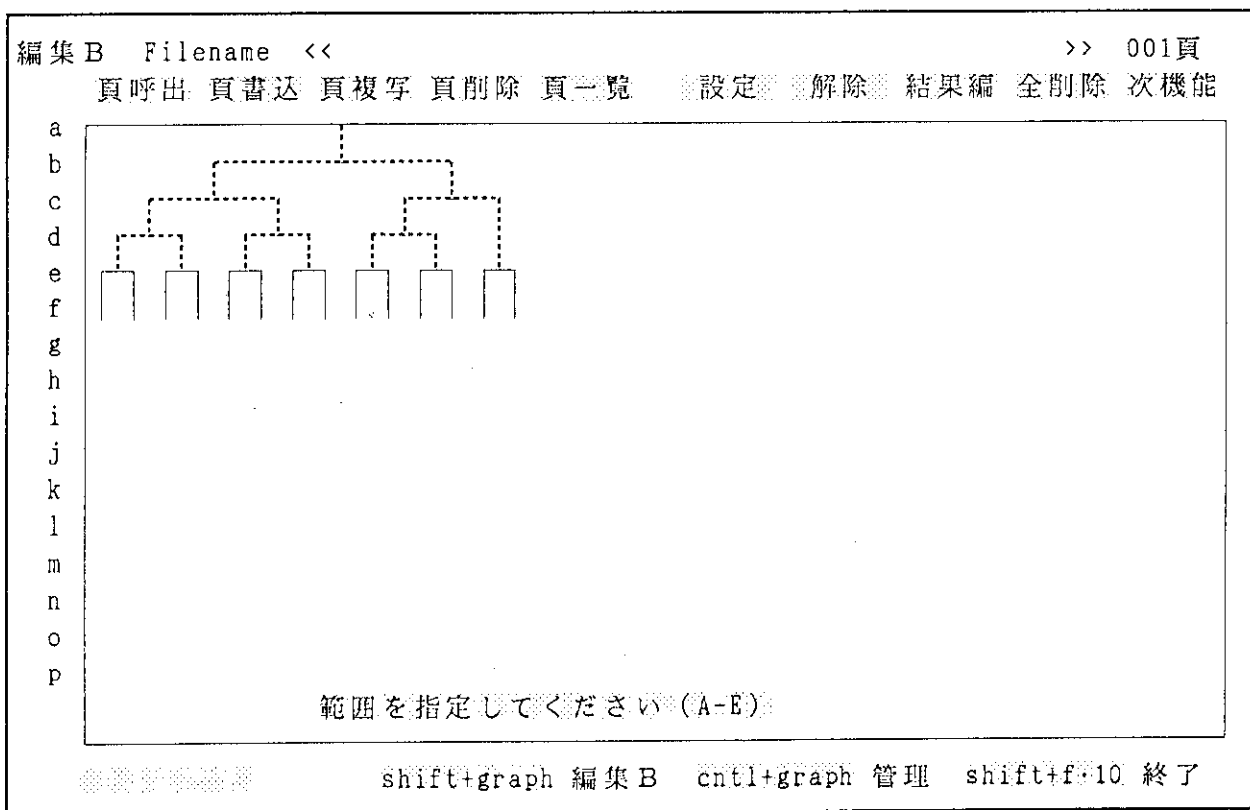 編集B Filename << >> 001頁
頁呼出 頁書込 頁複写 頁削除 頁一覧 設定 解除 結果編 全削除 次機能
a
b
c
d
e
f
g
h
i
j
k
l
m
n
o
p
範囲を指定してください(A-E)
shift+graph 編集B cntl+graph 管理 shift+f·10 終了